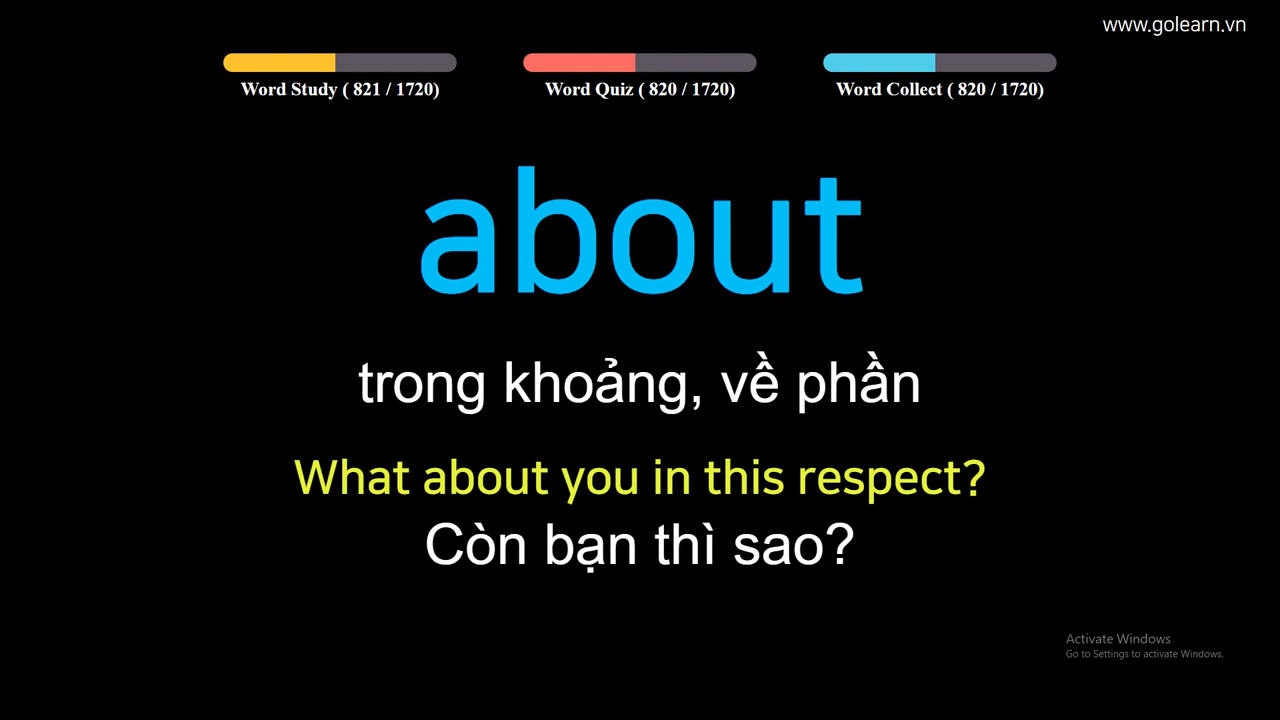 www.golearn.vn
Word Study ( 821 / 1720)
Word Quiz ( 820 / 1720)
Word Collect ( 820 / 1720)
about
trong khoảng, về phần
What about you in this respect?
Còn bạn thì sao?
Activate Windows
Go to Settings to activate Windows.